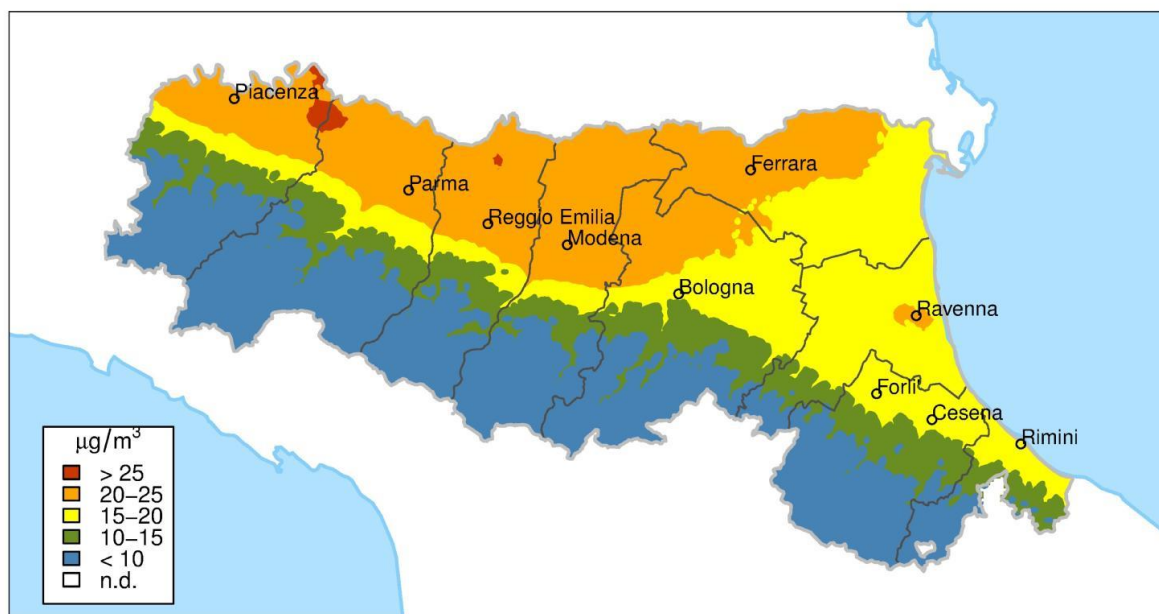 Piacenza
Parma
Ferrara
Reggio Emilia
Modena
Bologna
Ravenna
Forlì
Cesena
Rimini
μg/m³
> 25
20–25
15–20
10–15
< 10
n.d.